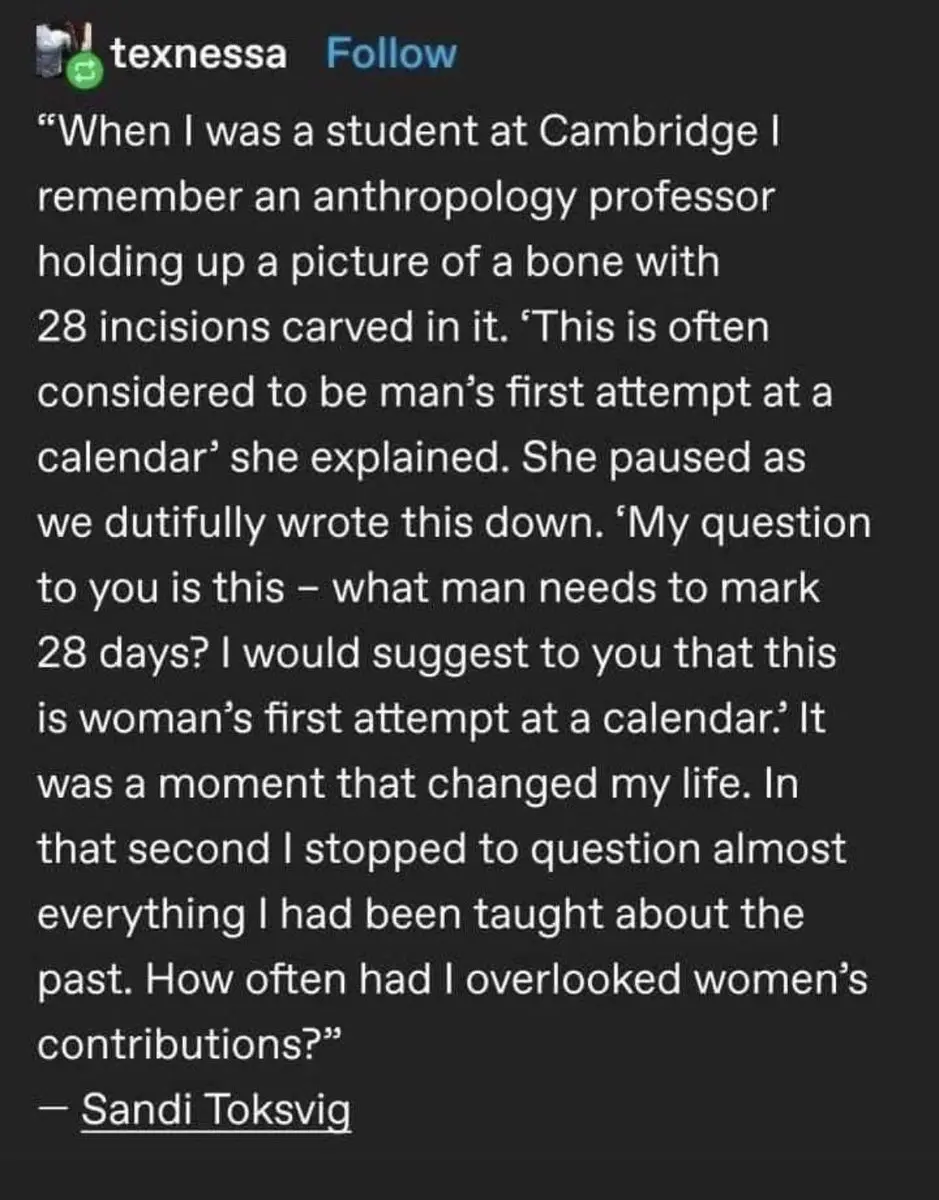 texnessa Follow
“When I was a student at Cambridge I
remember an anthropology professor
holding up a picture of a bone with
28 incisions carved in it. ‘This is often
considered to be man’s first attempt at a
calendar’ she explained. She paused as
we dutifully wrote this down. ‘My question
to you is this – what man needs to mark
28 days? I would suggest to you that this
is woman’s first attempt at a calendar.’ It
was a moment that changed my life. In
that second I stopped to question almost
everything I had been taught about the
past. How often had I overlooked women’s
contributions?”
— Sandi Toksvig